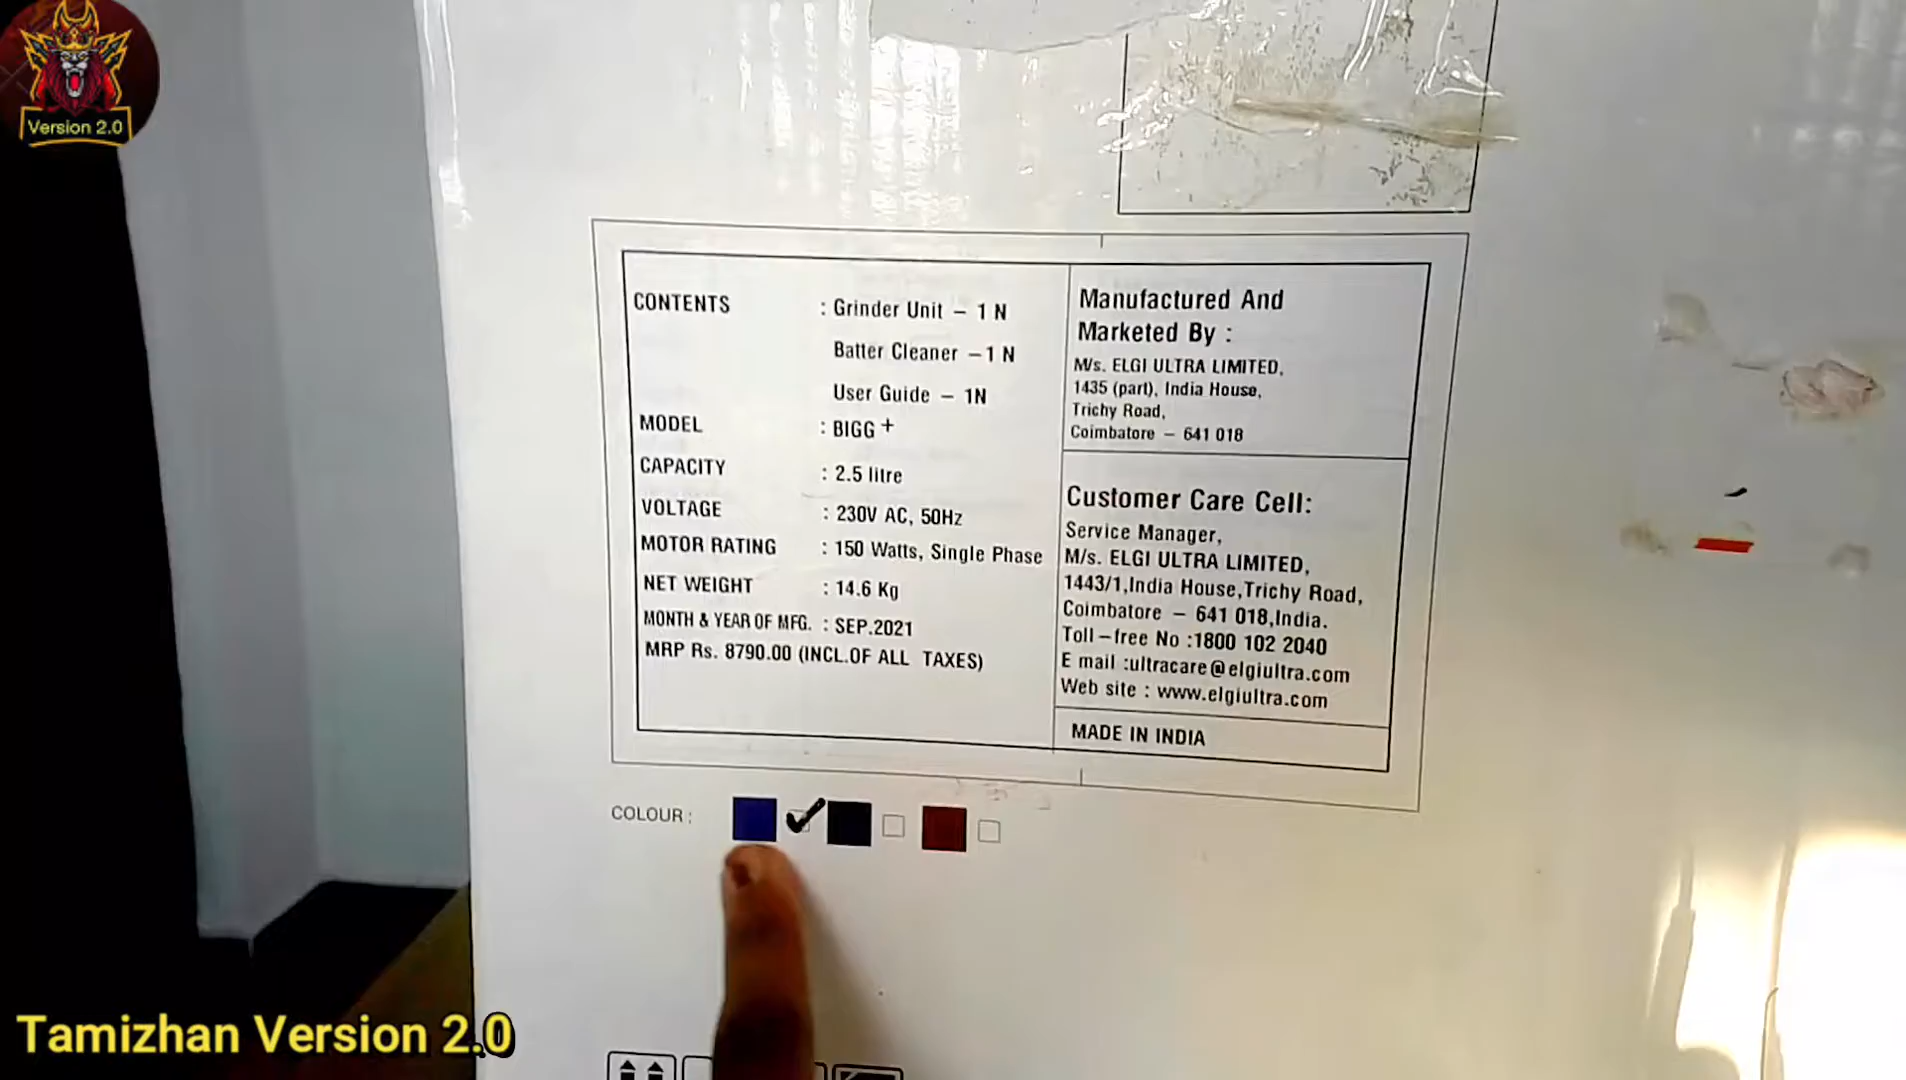 Version 2.0
CONTENTS : Grinder Unit – 1 N
Batter Cleaner – 1 N
User Guide – 1N
MODEL : BIGG +
CAPACITY : 2.5 litre
VOLTAGE : 230V AC, 50Hz
MOTOR RATING : 150 Watts, Single Phase
NET WEIGHT : 14.6 Kg
MONTH & YEAR OF MFG. : SEP.2021
MRP Rs. 8790.00 (INCL.OF ALL TAXES)
Manufactured And
Marketed By :
M/s. ELGI ULTRA LIMITED,
1435 (part), India House,
Trichy Road,
Coimbatore – 641 018
Customer Care Cell:
Service Manager,
M/s. ELGI ULTRA LIMITED,
1443/1,India House,Trichy Road,
Coimbatore – 641 018,India.
Toll –free No :1800 102 2040
E mail :ultracare@elgiultra.com
Web site : www.elgiultra.com
MADE IN INDIA
COLOUR :
Tamizhan Version 2.0